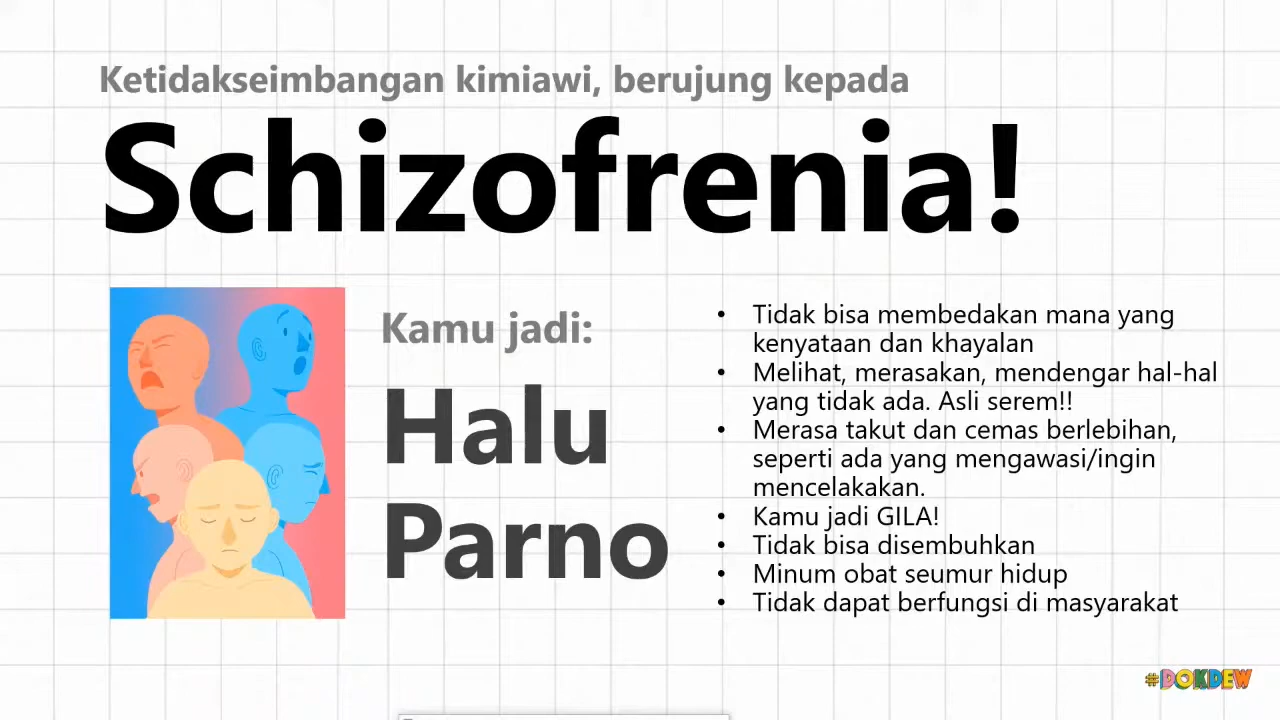 Ketidakseimbangan kimiawi, berujung kepada
Schizofrenia!
Kamu jadi:
Halu
Parno
• Tidak bisa membedakan mana yang
kenyataan dan khayalan
• Melihat, merasakan, mendengar hal-hal
yang tidak ada. Asli serem!!
• Merasa takut dan cemas berlebihan,
seperti ada yang mengawasi/ingin
mencelakakan.
• Kamu jadi GILA!
• Tidak bisa disembuhkan
• Minum obat seumur hidup
• Tidak dapat berfungsi di masyarakat
#DOKDEW